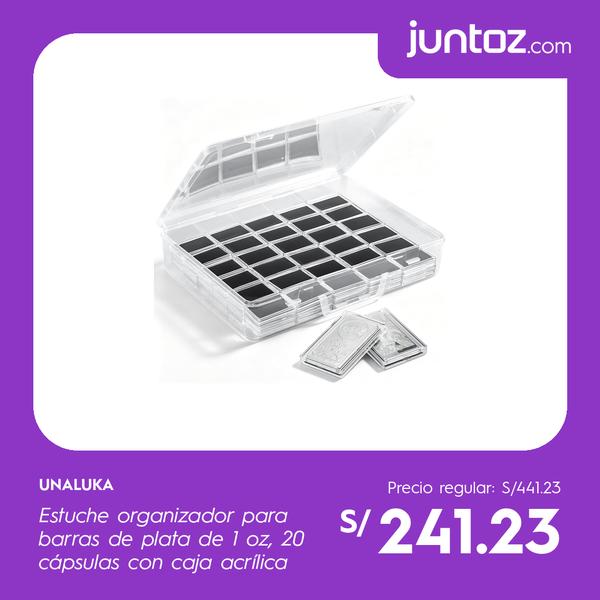 juntoz.com
UNALUKA
Estuche organizador para
barras de plata de 1 oz, 20
cápsulas con caja acrílica
Precio regular: S/441.23
S/241.23